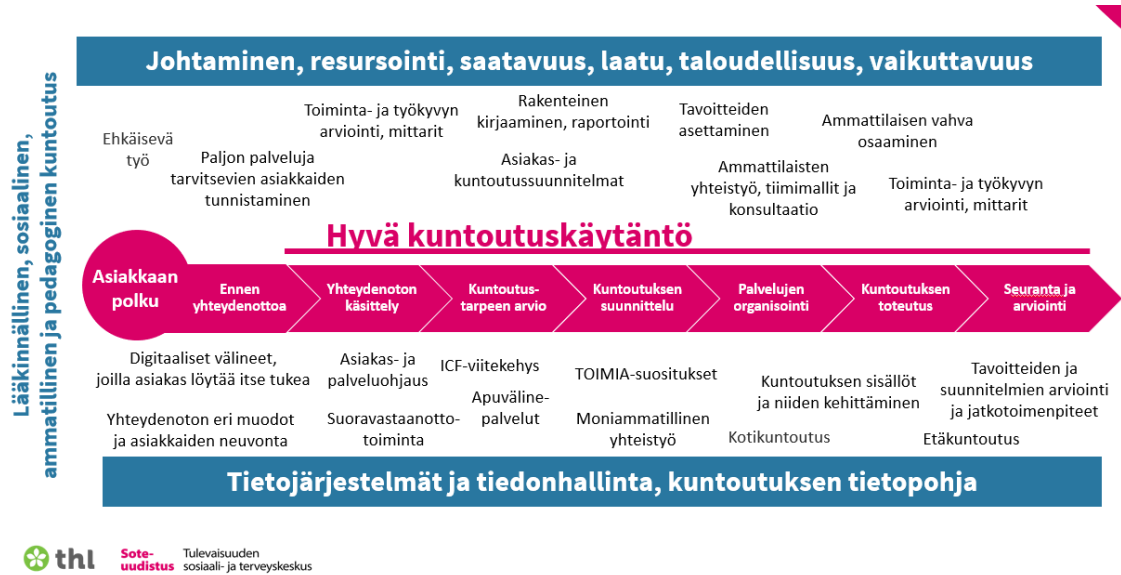 Johtaminen, resursointi, saatavuus, laatu, taloudellisuus, vaikuttavuus
Lääkinnällinen, sosiaalinen,
ammatillinen ja pedagoginen kuntoutus
Ehkäisevä
työ
Paljon palveluja
tarvitsevien asiakkaiden
tunnistaminen
Toiminta- ja työkyvyn
arviointi, mittarit
Rakenteinen
kirjaaminen, raportointi
Asiakas- ja
kuntoutussuunnitelmat
Tavoitteiden
asettaminen
Ammattilaisten
yhteistyö, tiimimallit ja
konsultaatio
Ammattilaisen vahva
osaaminen
Toiminta- ja työkyvyn
arviointi, mittarit
Hyvä kuntoutuskäytäntö
Asiakkaan
polku
Ennen
yhteydenottoa
Yhteydenoton
käsittely
Kuntoutus-
tarpeen arvio
Kuntoutuksen
suunnittelu
Palvelujen
organisointi
Kuntoutuksen
toteutus
Seuranta ja
arviointi
Digitaaliset välineet,
joilla asiakas löytää itse tukea
Yhteydenoton eri muodot
ja asiakkaiden neuvonta
Asiakas- ja
palveluohjaus
Suoravastaanotto-
toiminta
ICF-viitekehys
Apuväline-
palvelut
TOIMIA-suositukset
Moniammatillinen
yhteistyö
Kuntoutuksen sisällöt
ja niiden kehittäminen
Kotikuntoutus
Tavoitteiden ja
suunnitelmien arviointi
ja jatkotoimenpiteet
Etäkuntoutus
Tietojärjestelmät ja tiedonhallinta, kuntoutuksen tietopohja
thl
Sote-
uudistus
Tulevaisuuden
sosiaali- ja terveyskeskus